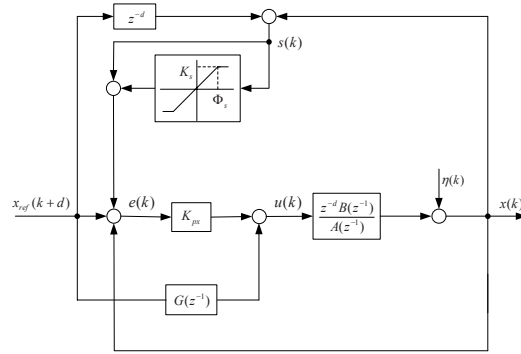 z^{-d}
s(k)
K_s
Φ_s
x_{ref}(k+d)
e(k)
K_{px}
u(k)
z^{-d} B(z^{-1})
A(z^{-1})
η(k)
x(k)
G(z^{-1})